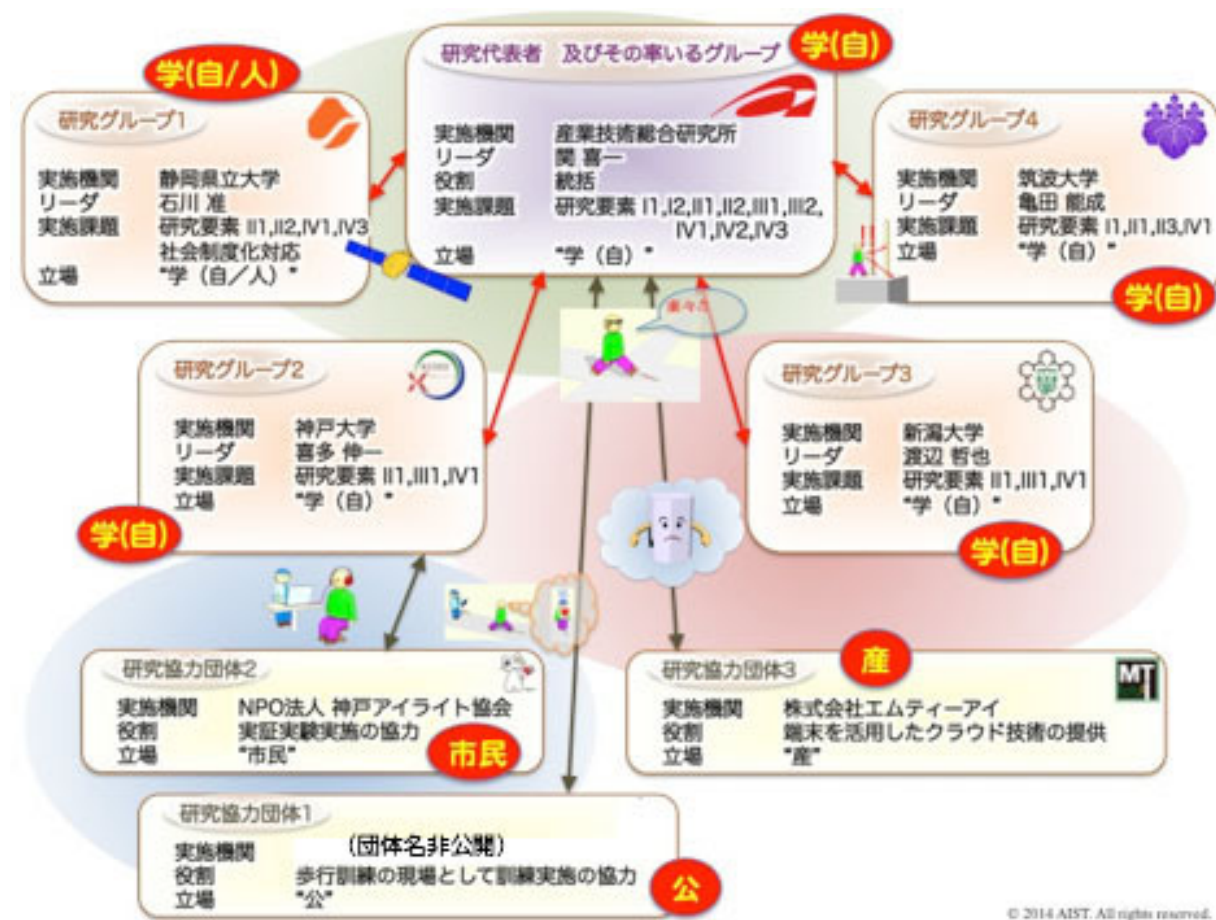 研究代表者 及びその率いるグループ
学(自)
実施機関 産業技術総合研究所
リーダ 関 喜一
役割 統括
実施課題 研究要素 I1,I2,II1,II2,III1,III2,
IV1,IV2,IV3
立場 "学（自）"
学(自/人)
研究グループ1
実施機関 静岡県立大学
リーダ 石川 准
実施課題 研究要素 II1,II2,IV1,IV3
社会制度化対応
立場 "学（自／人）"
研究グループ4
実施機関 筑波大学
リーダ 亀田 能成
実施課題 研究要素 I1,II1,II3,IV1
立場 "学（自）"
学(自)
!!
研究グループ2
実施機関 神戸大学
リーダ 喜多 伸一
実施課題 研究要素 II1,III1,IV1
立場 "学（自）"
学(自)
研究グループ3
実施機関 新潟大学
リーダ 渡辺 哲也
実施課題 研究要素 II1,III1,IV1
立場 "学（自）"
学(自)
研究協力団体2
実施機関 NPO法人 神戸アイライト協会
役割 実証実験実施の協力
立場 "市民"
市民
研究協力団体3
産
MTI
実施機関 株式会社エムティーアイ
役割 端末を活用したクラウド技術の提供
立場 "産"
研究協力団体1
実施機関 （団体名非公開）
役割 歩行訓練の現場として訓練実施の協力
立場 "公"
公
© 2014 AIST. All rights reserved.